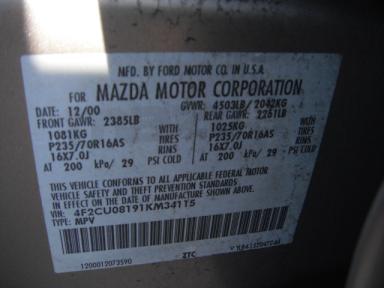 MFD. BY FORD MOTOR CO. IN U.S.A.
FOR MAZDA MOTOR CORPORATION
DATE: 12/00 GVWR: 4503LB/ 2042KG
FRONT GAWR: 2385LB REAR GAWR: 2261LB
1081KG WITH 1025KG WITH
P235/70R16AS TIRES P235/70R16AS TIRES
16X7.0J RIMS 16X7.0J RIMS
AT 200 kPa/ 29 PSI COLD AT 200 kPa/ 29 PSI COLD
THIS VEHICLE CONFORMS TO ALL APPLICABLE FEDERAL MOTOR
VEHICLE SAFETY STANDARDS IN EFFECT ON THE DATE OF
MANUFACTURE SHOWN ABOVE.
VIN: 4F2CU08191KM34115
TYPE: MPV
1200012073590 ZTC